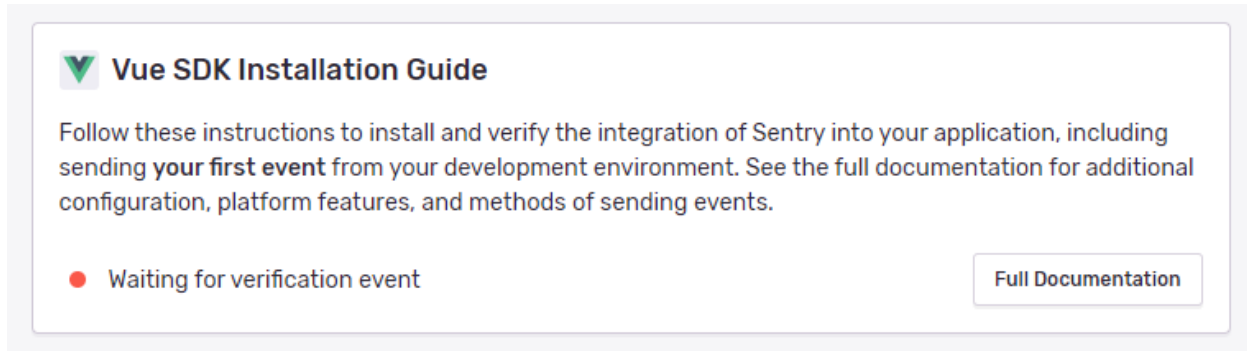 Vue SDK Installation Guide
Follow these instructions to install and verify the integration of Sentry into your application, including
sending your first event from your development environment. See the full documentation for additional
configuration, platform features, and methods of sending events.
Waiting for verification event
Full Documentation